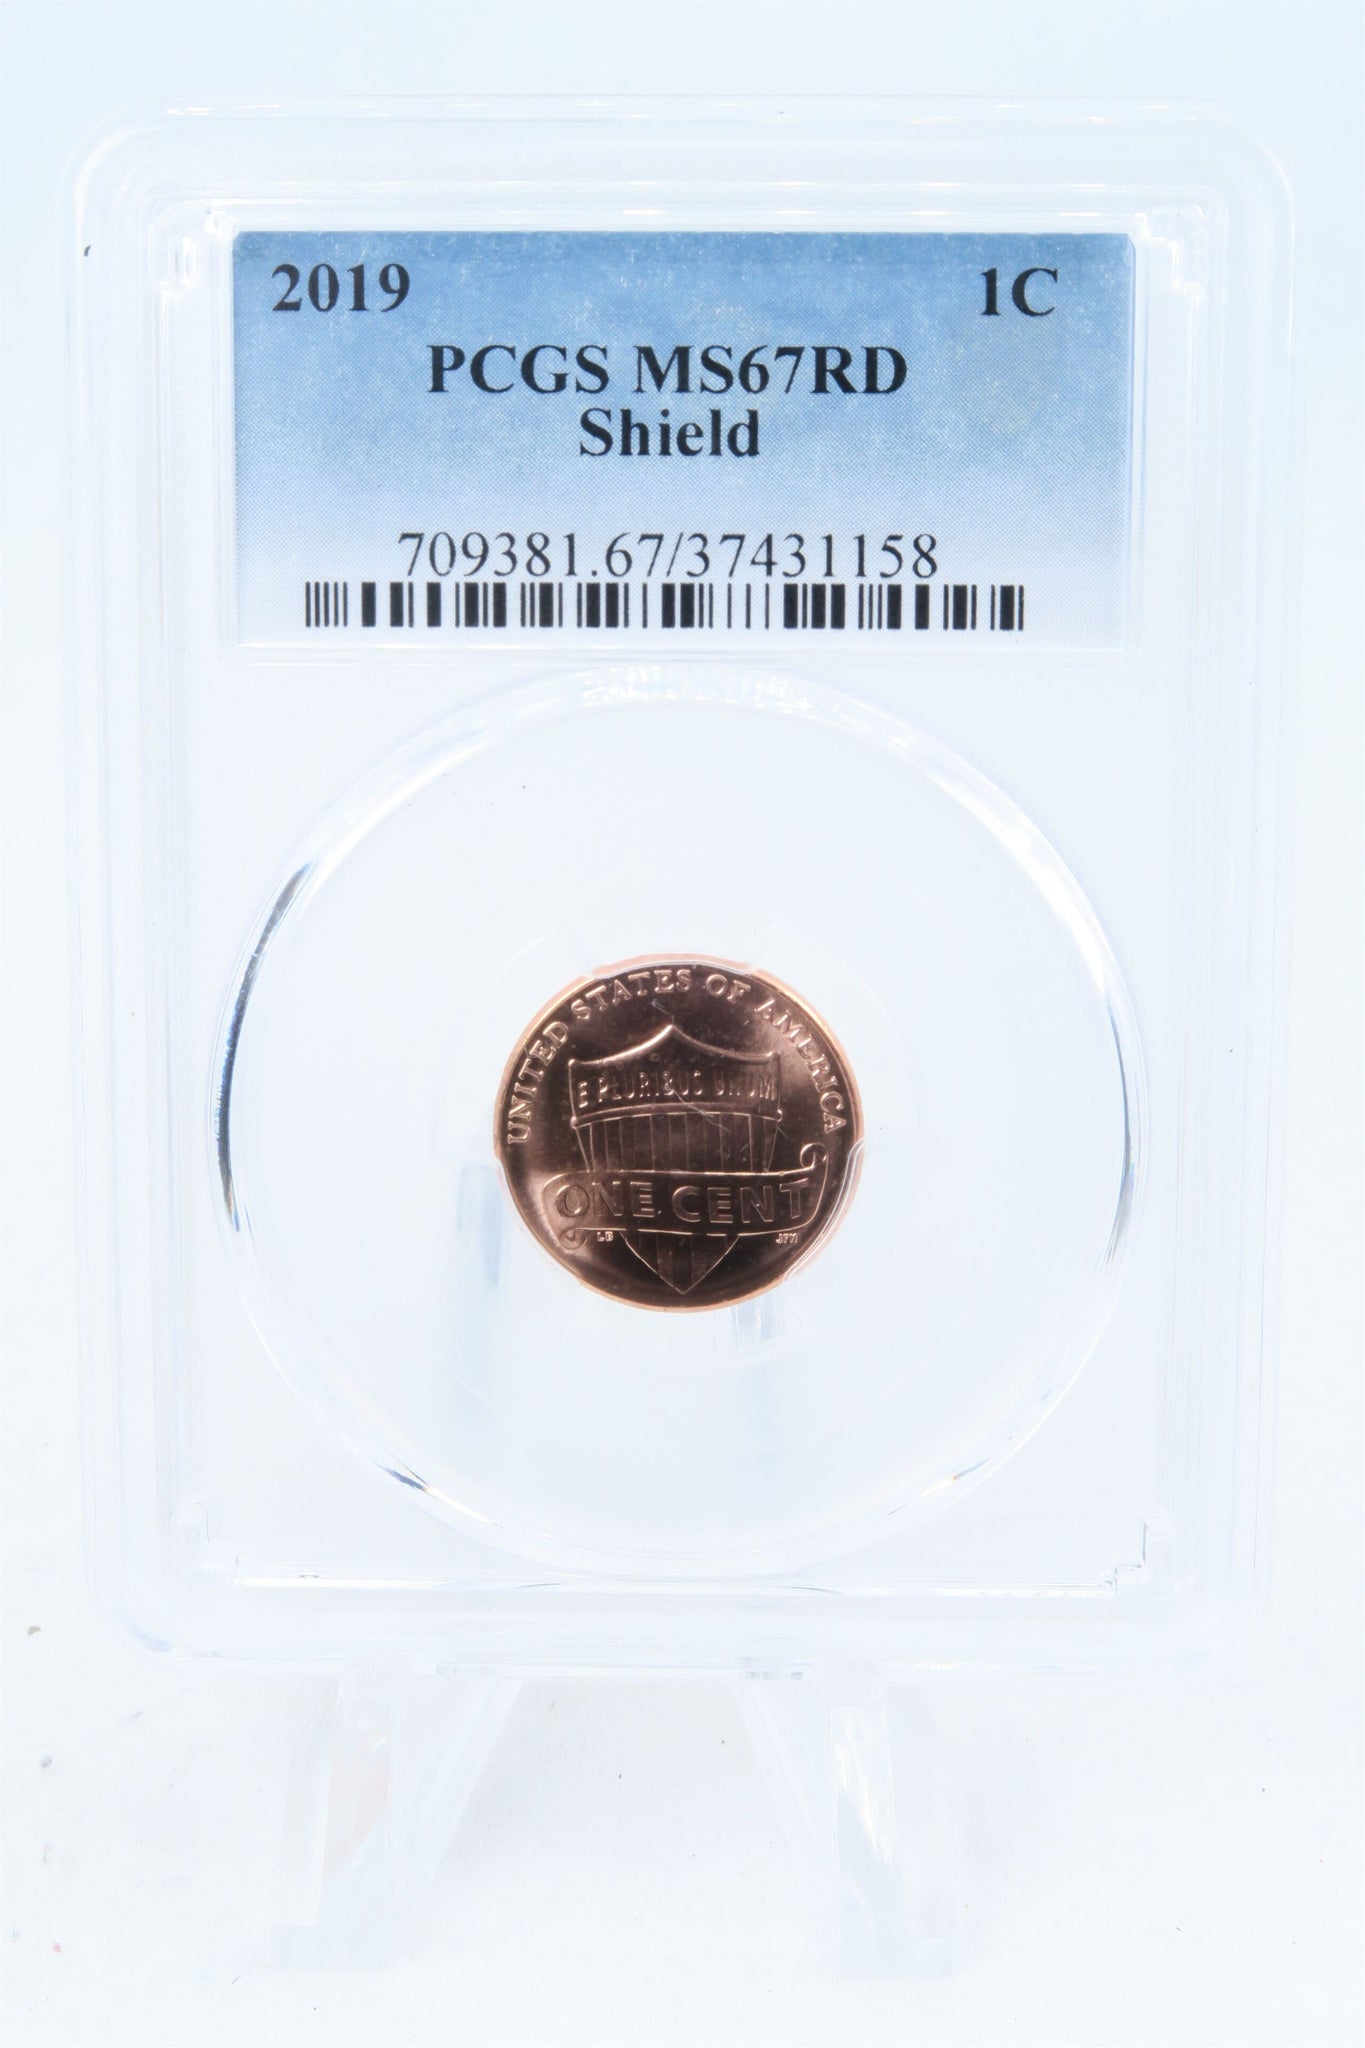 2019 1C
PCGS MS67RD
Shield
709381.67/37431158
UNITED STATES OF AMERICA
E PLURIBUS UNUM
ONE CENT
LB JFM